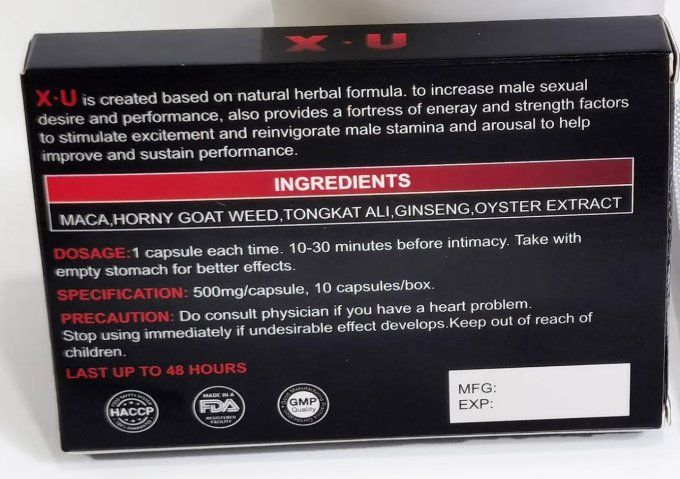 X·U
X·U is created based on natural herbal formula. to increase male sexual
desire and performance, also provides a fortress of eneray and strength factors
to stimulate excitement and reinvigorate male stamina and arousal to help
improve and sustain performance.
INGREDIENTS
MACA,HORNY GOAT WEED,TONGKAT ALI,GINSENG,OYSTER EXTRACT
DOSAGE:1 capsule each time. 10-30 minutes before intimacy. Take with
empty stomach for better effects.
SPECIFICATION: 500mg/capsule, 10 capsules/box.
PRECAUTION: Do consult physician if you have a heart problem.
Stop using immediately if undesirable effect develops.Keep out of reach of
children.
LAST UP TO 48 HOURS
HACCP
MADE IN A
FDA
REGISTERED
FACILITY
GMP
Quality
MFG:
EXP: